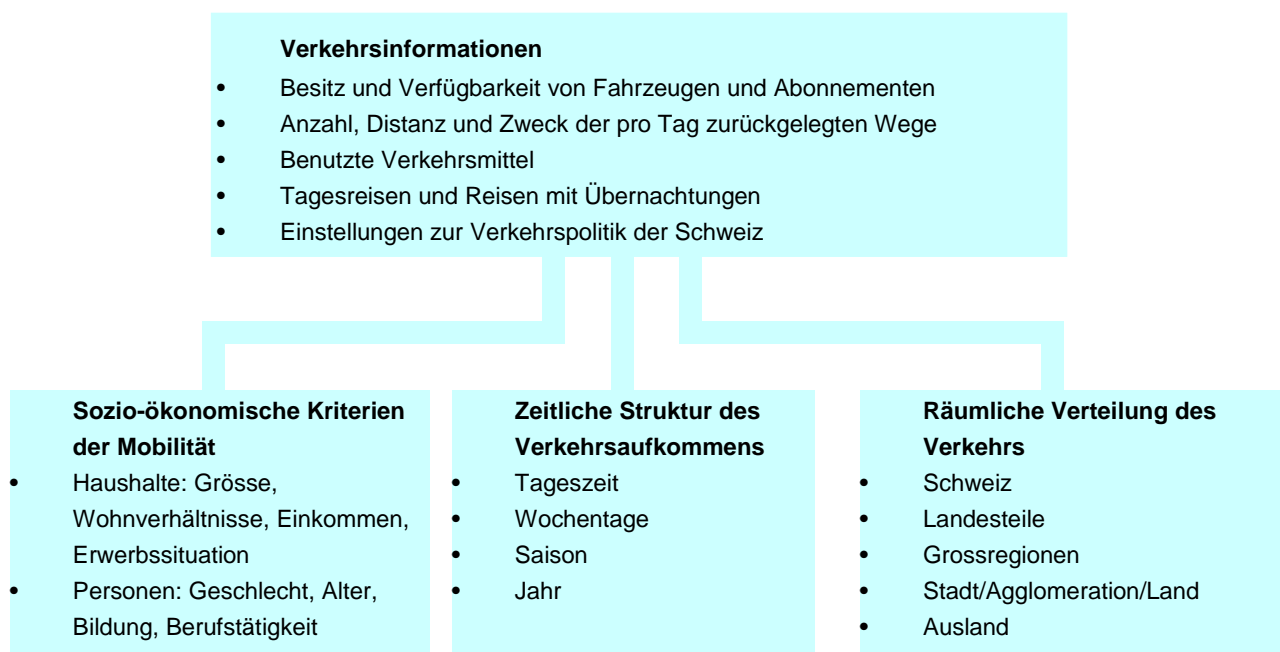 Verkehrsinformationen
• Besitz und Verfügbarkeit von Fahrzeugen und Abonnementen
• Anzahl, Distanz und Zweck der pro Tag zurückgelegten Wege
• Benutzte Verkehrsmittel
• Tagesreisen und Reisen mit Übernachtungen
• Einstellungen zur Verkehrspolitik der Schweiz
Sozio-ökonomische Kriterien
der Mobilität
• Haushalte: Grösse,
Wohnverhältnisse, Einkommen,
Erwerbssituation
• Personen: Geschlecht, Alter,
Bildung, Berufstätigkeit
Zeitliche Struktur des
Verkehrsaufkommens
• Tageszeit
• Wochentage
• Saison
• Jahr
Räumliche Verteilung des
Verkehrs
• Schweiz
• Landesteile
• Grossregionen
• Stadt/Agglomeration/Land
• Ausland